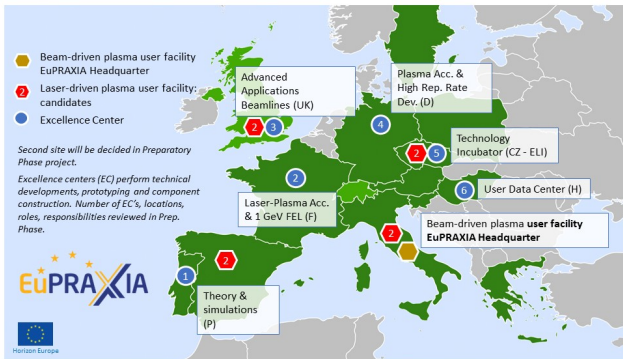 Beam-driven plasma user facility
EuPRAXIA Headquarter
2
Laser-driven plasma user facility:
candidates
Excellence Center
Second site will be decided in Preparatory
Phase project.
Excellence centers (EC) perform technical
developments, prototyping and component
construction. Number of EC's, locations,
roles, responsibilities reviewed in Prep.
Phase.
EuPRAXIA
Horizon Europe
Advanced
Applications
Beamlines (UK)
2
3
Plasma Acc. &
High Rep. Rate
Dev. (D)
4
2
5
Technology
Incubator (CZ - ELI)
2
Laser-Plasma Acc.
& 1 GeV FEL (F)
6
User Data Center (H)
2
Beam-driven plasma user facility
EuPRAXIA Headquarter
1
2
Theory &
simulations
(P)